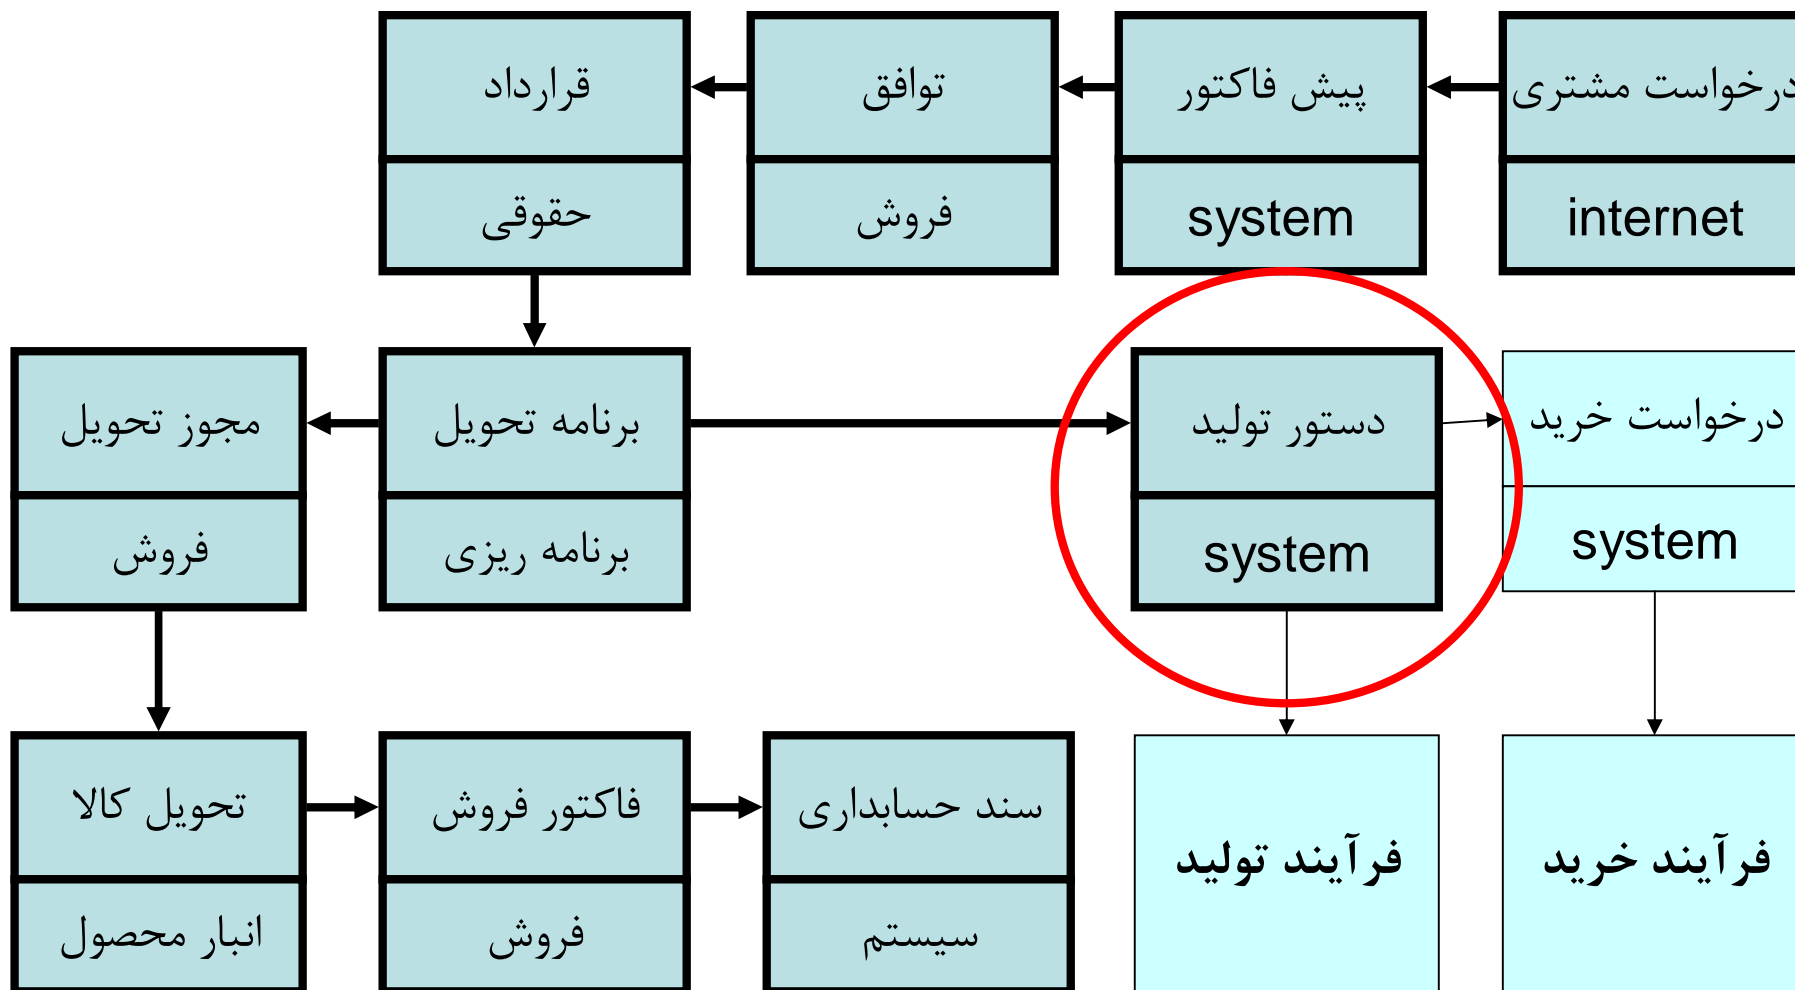 درخواست مشتری
internet
پیش فاکتور
system
توافق
فروش
قرارداد
حقوقی
درخواست خرید
system
دستور تولید
system
برنامه تحویل
برنامه ریزی
مجوز تحویل
فروش
فرآیند خرید
فرآیند تولید
سند حسابداری
سیستم
فاکتور فروش
فروش
تحویل کالا
انبار محصول